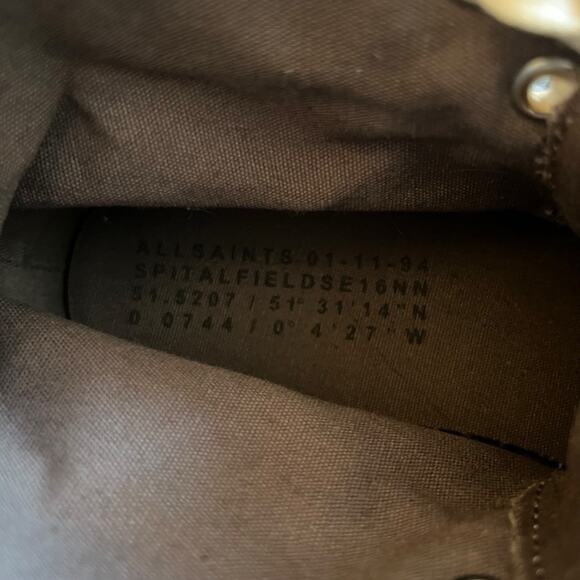 ALLSAINTS 01-11-94
SPITALFIELDSE16NN
51.5207 / 51° 31'14"N
0 0744 / 0° 4'27"W